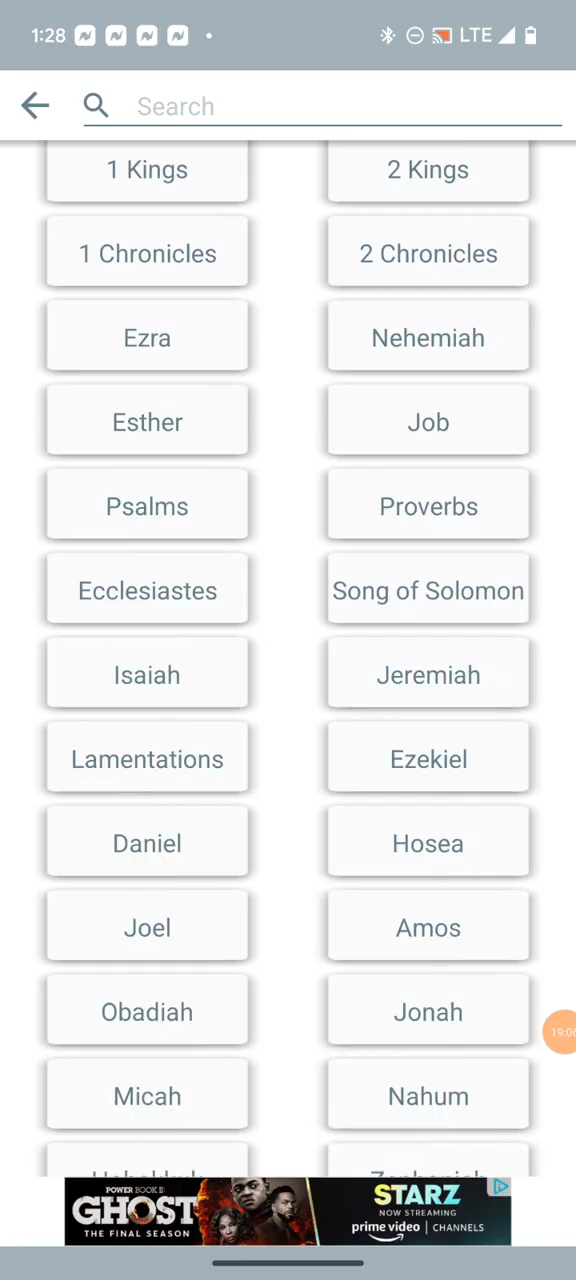 1:28 LTE
Search
1 Kings 2 Kings
1 Chronicles 2 Chronicles
Ezra Nehemiah
Esther Job
Psalms Proverbs
Ecclesiastes Song of Solomon
Isaiah Jeremiah
Lamentations Ezekiel
Daniel Hosea
Joel Amos
Obadiah Jonah
19:06
Micah Nahum
POWER BOOK II:
GHOST
THE FINAL SEASON
STARZ
NOW STREAMING
prime video | CHANNELS